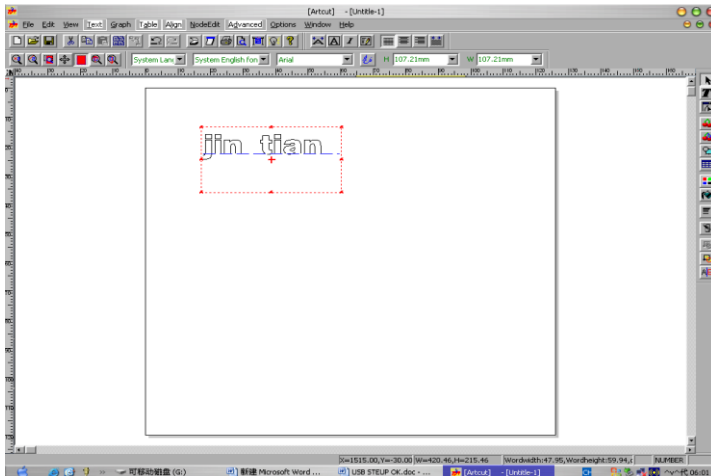 [Artcut] - [Untitle-1]
File Edit View Text Graph Table Align NodeEdit Advanced Options Window Help
System Lan System English fon Arial H 107.21mm W 107.21mm
jin tian
X=1515.00,Y=-30.00 W=420.46,H=215.46 Wordwidth:47.95,Wordheight:59.94,: NUMBER
可移动磁盘 (G:) 新建 Microsoft Word ... USB STEUP OK.doc - ... [Artcut] - [Untitle-1] 06:01